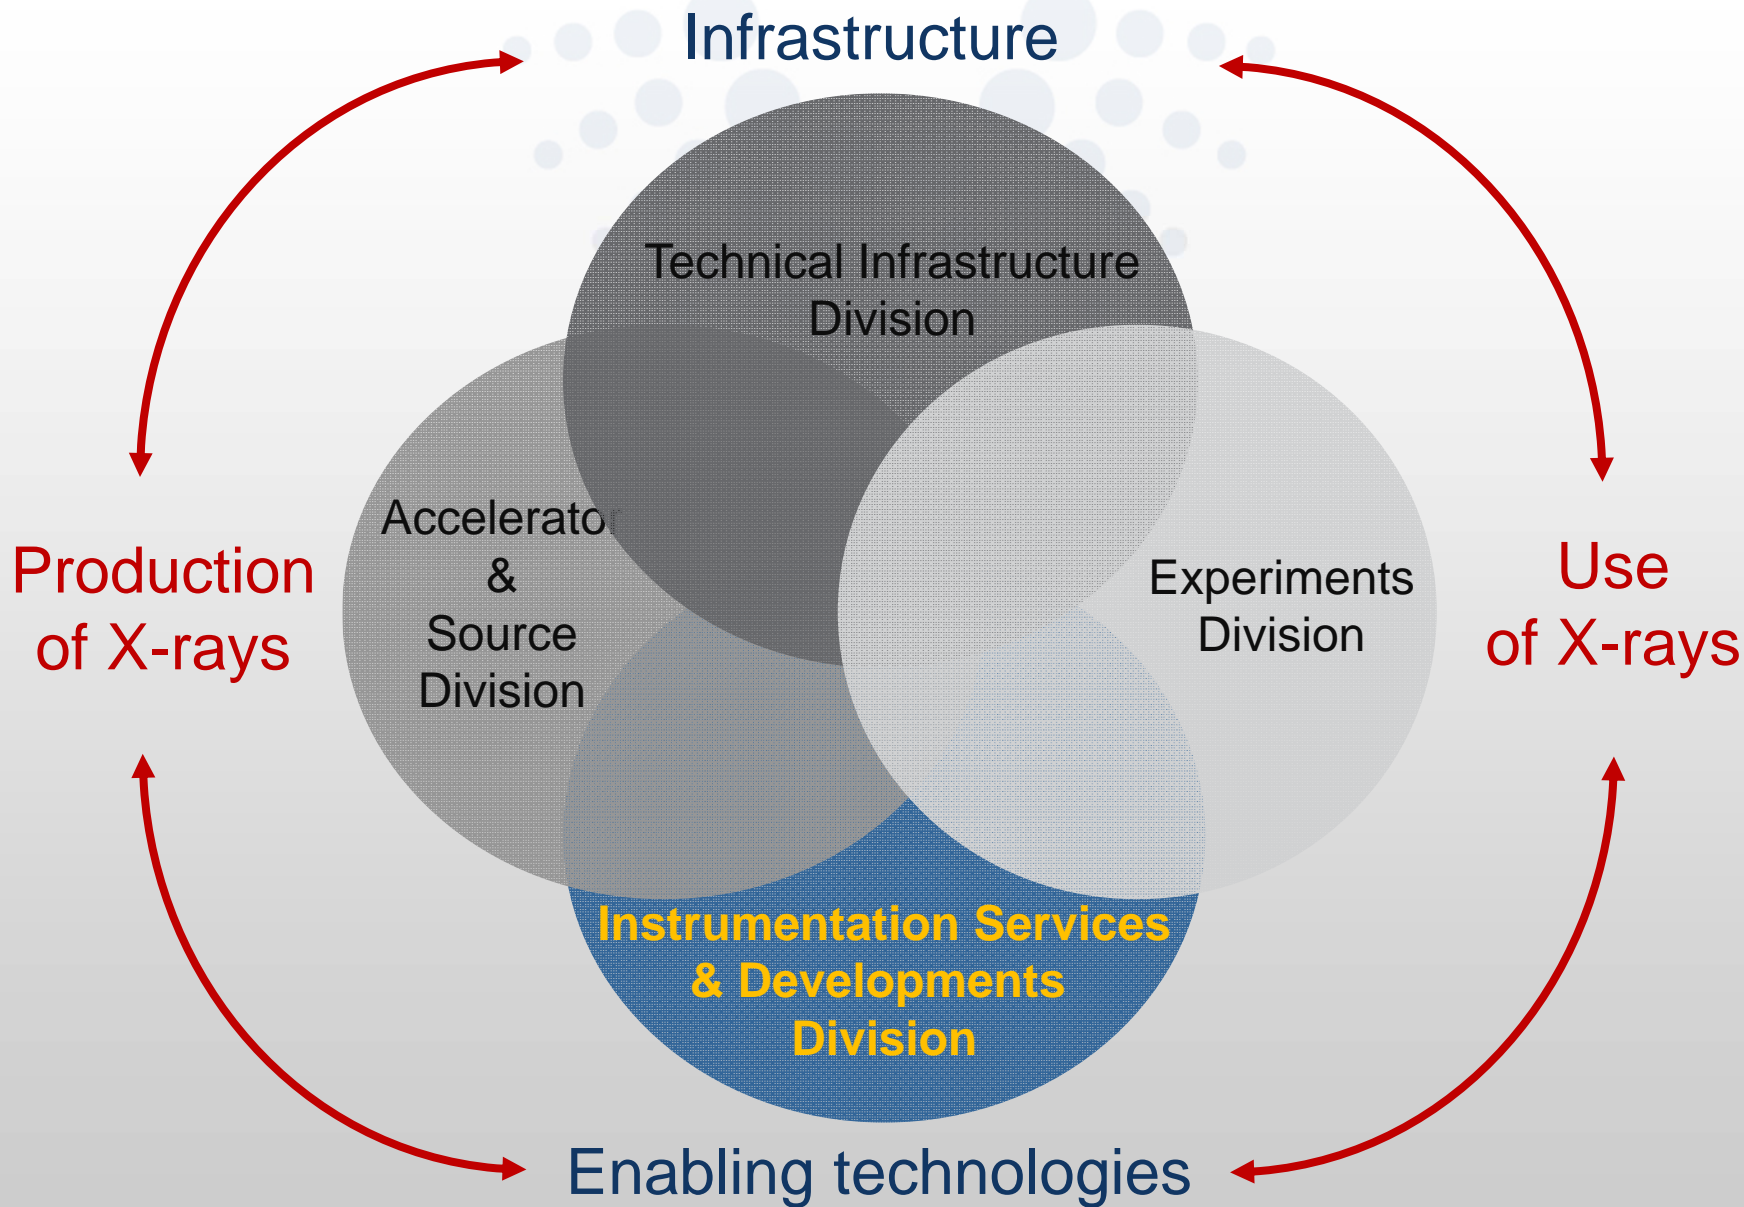 Infrastructure
Technical Infrastructure
Division
Accelerator
&
Source
Division
Production
of X-rays
Experiments
Division
Use
of X-rays
Instrumentation Services
& Developments
Division
Enabling technologies